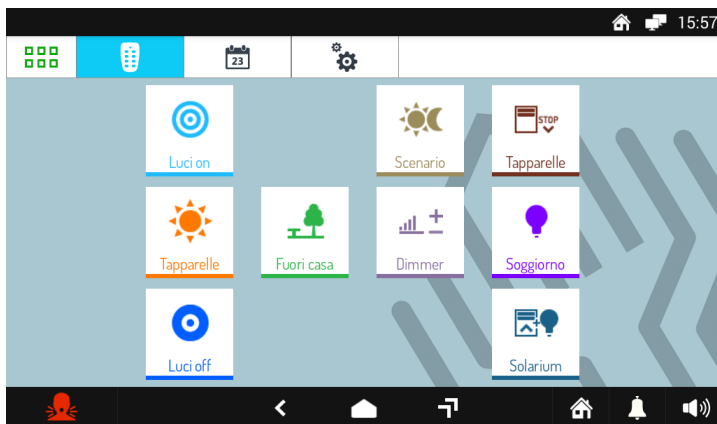 15:57
23
Luci on
Scenario
STOP
Tapparelle
Tapparelle
Fuori casa
Dimmer
Soggiorno
Luci off
Solarium